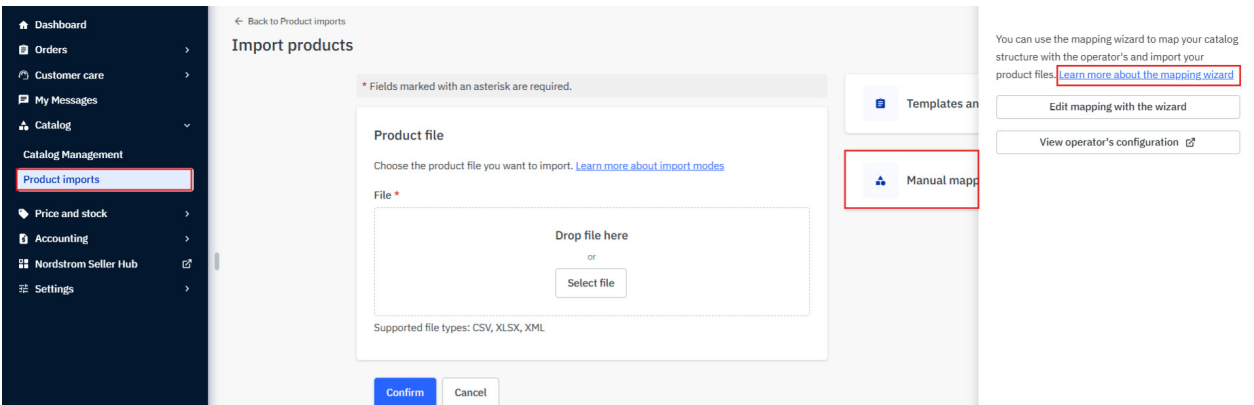 Dashboard
Orders
Customer care
My Messages
Catalog
Catalog Management
Product imports
Price and stock
Accounting
Nordstrom Seller Hub
Settings
Back to Product imports
Import products
* Fields marked with an asterisk are required.
Product file
Choose the product file you want to import. Learn more about import modes
File *
Drop file here
or
Select file
Supported file types: CSV, XLSX, XML
Confirm
Cancel
Templates an
Manual mapp
You can use the mapping wizard to map your catalog
structure with the operator's and import your
product files. Learn more about the mapping wizard
Edit mapping with the wizard
View operator's configuration